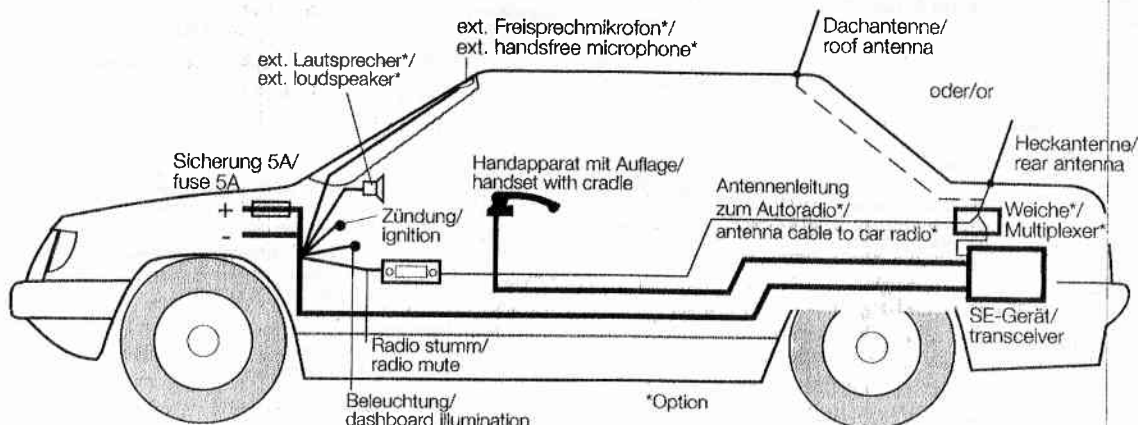 ext. Freisprechmikrofon*/
ext. handsfree microphone*
Dachantenne/
roof antenna
ext. Lautsprecher*/
ext. loudspeaker*
oder/or
Heckantenne/
rear antenna
Sicherung 5A/
fuse 5A
+
-
Handapparat mit Auflage/
handset with cradle
Antennenleitung
zum Autoradio*/
antenna cable to car radio*
Zündung/
ignition
Weiche*/
Multiplexer*
SE-Gerät/
transceiver
Radio stumm/
radio mute
Beleuchtung/
dashboard illumination
*Option